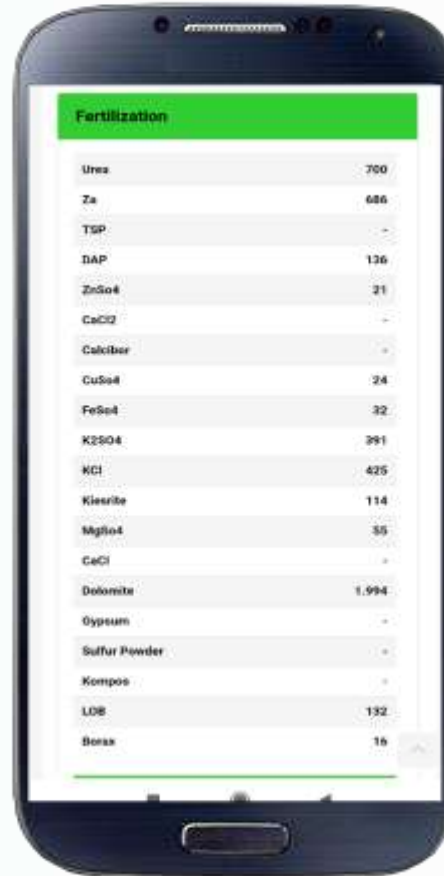 Fertilization
Urea 700
Za 686
TSP -
DAP 136
ZnSo4 21
CaCl2 -
Calcibor -
CuSo4 24
FeSo4 32
K2SO4 391
KCl 425
Kiesrite 114
MgSo4 55
CaCl -
Dolomite 1.994
Gypsum -
Sulfur Powder -
Kompos -
LOB 132
Borax 16